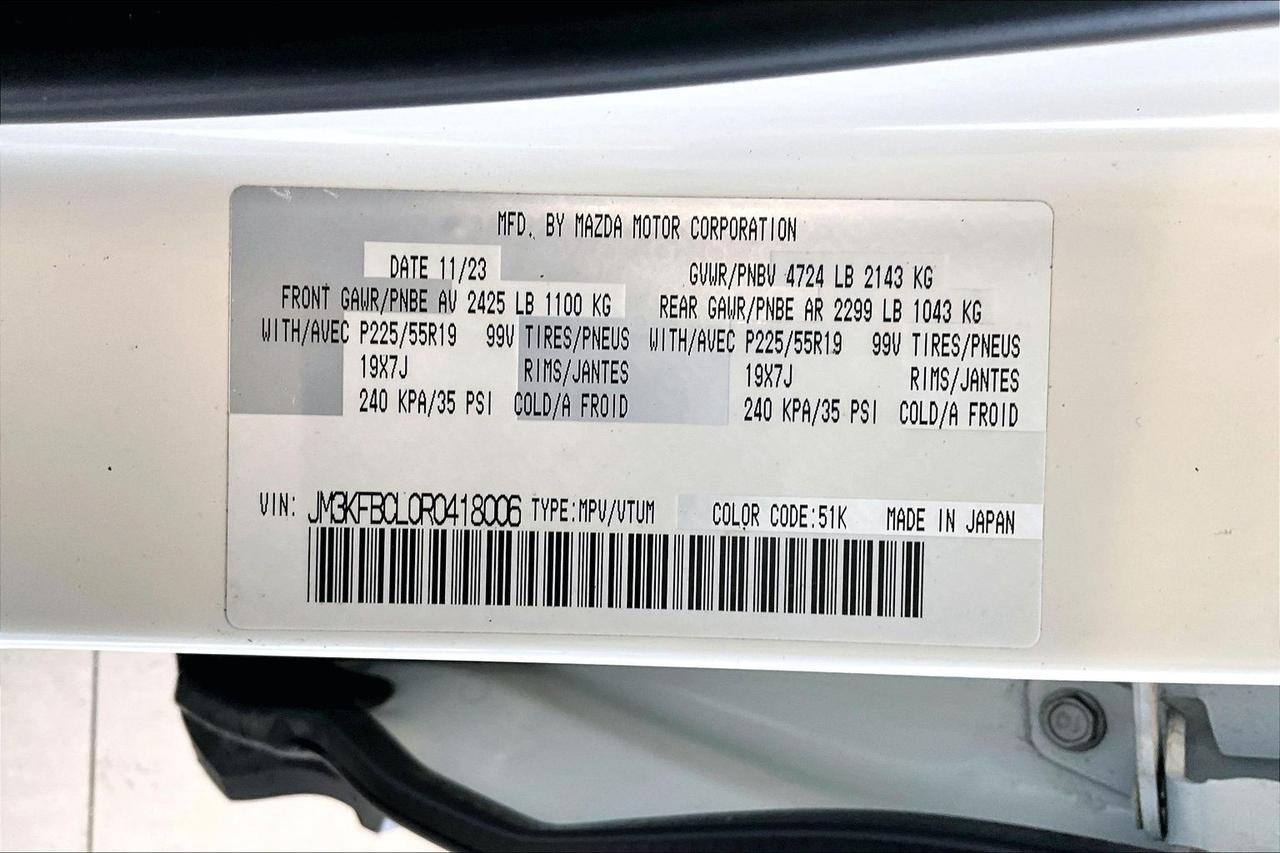 MFD. BY MAZDA MOTOR CORPORATION
DATE 11/23 GVWR/PNBV 4724 LB 2143 KG
FRONT GAWR/PNBE AV 2425 LB 1100 KG REAR GAWR/PNBE AR 2299 LB 1043 KG
WITH/AVEC P225/55R19 99V TIRES/PNEUS WITH/AVEC P225/55R19 99V TIRES/PNEUS
19X7J RIMS/JANTES 19X7J RIMS/JANTES
240 KPA/35 PSI COLD/A FROID 240 KPA/35 PSI COLD/A FROID
VIN: JM3KFBCL0R0418006 TYPE:MPV/VTUM COLOR CODE:51K MADE IN JAPAN